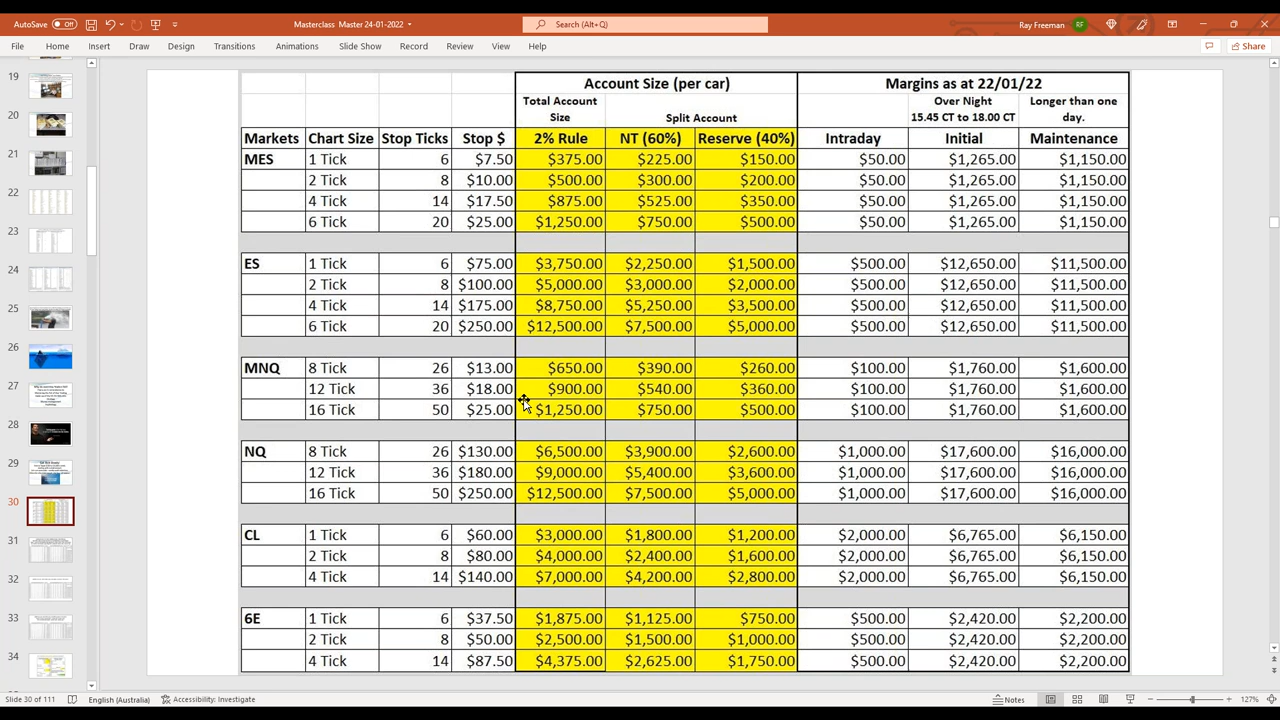 AutoSave Off Masterclass Master 24-01-2022 Search (Alt+Q) Ray Freeman RF
File Home Insert Draw Design Transitions Animations Slide Show Record Review View Help Share
19
20
21
22
23
24
25
26
27
28
29
30
31
32
33
34
Account Size (per car) Margins as at 22/01/22
Total Account Size Split Account Over Night 15.45 CT to 18.00 CT Longer than one day.
Markets Chart Size Stop Ticks Stop $ 2% Rule NT (60%) Reserve (40%) Intraday Initial Maintenance
MES 1 Tick 6 $7.50 $375.00 $225.00 $150.00 $50.00 $1,265.00 $1,150.00
2 Tick 8 $10.00 $500.00 $300.00 $200.00 $50.00 $1,265.00 $1,150.00
4 Tick 14 $17.50 $875.00 $525.00 $350.00 $50.00 $1,265.00 $1,150.00
6 Tick 20 $25.00 $1,250.00 $750.00 $500.00 $50.00 $1,265.00 $1,150.00
ES 1 Tick 6 $75.00 $3,750.00 $2,250.00 $1,500.00 $500.00 $12,650.00 $11,500.00
2 Tick 8 $100.00 $5,000.00 $3,000.00 $2,000.00 $500.00 $12,650.00 $11,500.00
4 Tick 14 $175.00 $8,750.00 $5,250.00 $3,500.00 $500.00 $12,650.00 $11,500.00
6 Tick 20 $250.00 $12,500.00 $7,500.00 $5,000.00 $500.00 $12,650.00 $11,500.00
MNQ 8 Tick 26 $13.00 $650.00 $390.00 $260.00 $100.00 $1,760.00 $1,600.00
12 Tick 36 $18.00 $900.00 $540.00 $360.00 $100.00 $1,760.00 $1,600.00
16 Tick 50 $25.00 $1,250.00 $750.00 $500.00 $100.00 $1,760.00 $1,600.00
NQ 8 Tick 26 $130.00 $6,500.00 $3,900.00 $2,600.00 $1,000.00 $17,600.00 $16,000.00
12 Tick 36 $180.00 $9,000.00 $5,400.00 $3,600.00 $1,000.00 $17,600.00 $16,000.00
16 Tick 50 $250.00 $12,500.00 $7,500.00 $5,000.00 $1,000.00 $17,600.00 $16,000.00
CL 1 Tick 6 $60.00 $3,000.00 $1,800.00 $1,200.00 $2,000.00 $6,765.00 $6,150.00
2 Tick 8 $80.00 $4,000.00 $2,400.00 $1,600.00 $2,000.00 $6,765.00 $6,150.00
4 Tick 14 $140.00 $7,000.00 $4,200.00 $2,800.00 $2,000.00 $6,765.00 $6,150.00
6E 1 Tick 6 $37.50 $1,875.00 $1,125.00 $750.00 $500.00 $2,420.00 $2,200.00
2 Tick 8 $50.00 $2,500.00 $1,500.00 $1,000.00 $500.00 $2,420.00 $2,200.00
4 Tick 14 $87.50 $4,375.00 $2,625.00 $1,750.00 $500.00 $2,420.00 $2,200.00
Slide 30 of 111 English (Australia) Accessibility: Investigate Notes 127%